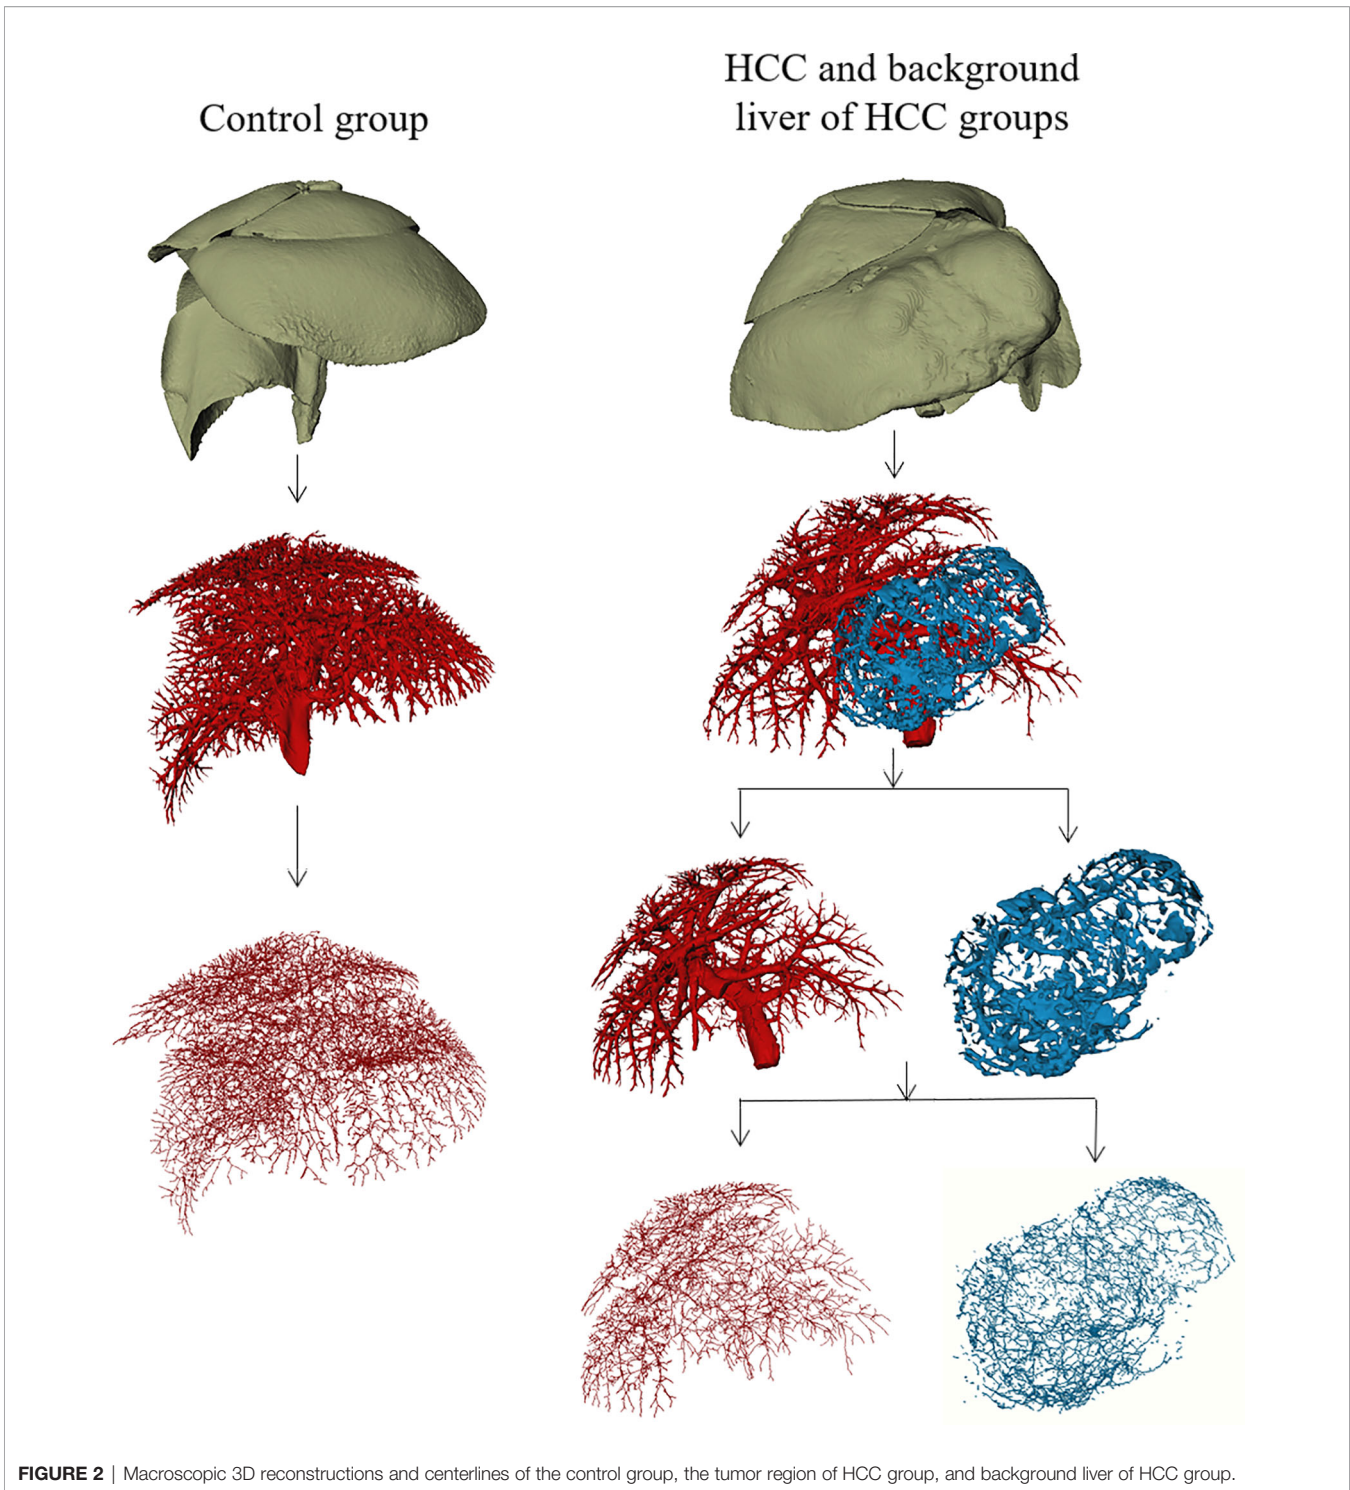 Control group
HCC and background
liver of HCC groups
FIGURE 2 | Macroscopic 3D reconstructions and centerlines of the control group, the tumor region of HCC group, and background liver of HCC group.